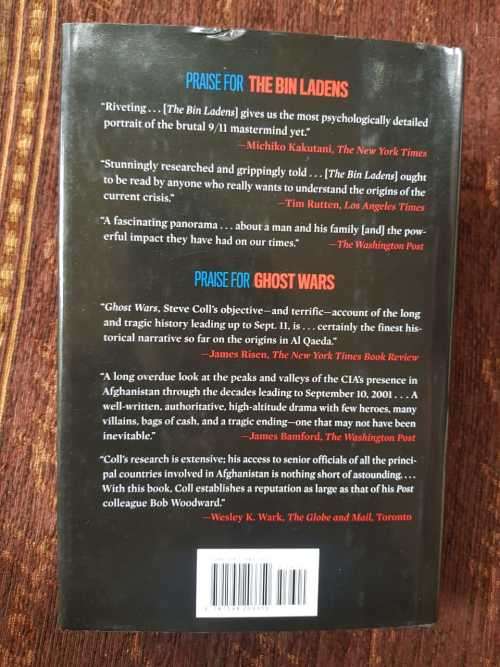 PRAISE FOR THE BIN LADENS
“Riveting . . . [The Bin Ladens] gives us the most psychologically detailed
portrait of the brutal 9/11 mastermind yet.”
—Michiko Kakutani, The New York Times
“Stunningly researched and grippingly told . . . [The Bin Ladens] ought
to be read by anyone who really wants to understand the origins of the
current crisis.”
—Tim Rutten, Los Angeles Times
“A fascinating panorama . . . about a man and his family [and] the pow-
erful impact they have had on our times.”
—The Washington Post
PRAISE FOR GHOST WARS
“Ghost Wars, Steve Coll’s objective—and terrific—account of the long
and tragic history leading up to Sept. 11, is . . . certainly the finest his-
torical narrative so far on the origins in Al Qaeda.”
—James Risen, The New York Times Book Review
“A long overdue look at the peaks and valleys of the CIA’s presence in
Afghanistan through the decades leading to September 10, 2001 . . . A
well-written, authoritative, high-altitude drama with few heroes, many
villains, bags of cash, and a tragic ending—one that may not have been
inevitable.”
—James Bamford, The Washington Post
“Coll’s research is extensive; his access to senior officials of all the princi-
pal countries involved in Afghanistan is nothing short of astounding. . . .
With this book, Coll establishes a reputation as large as that of his Post
colleague Bob Woodward.”
—Wesley K. Wark, The Globe and Mail, Toronto